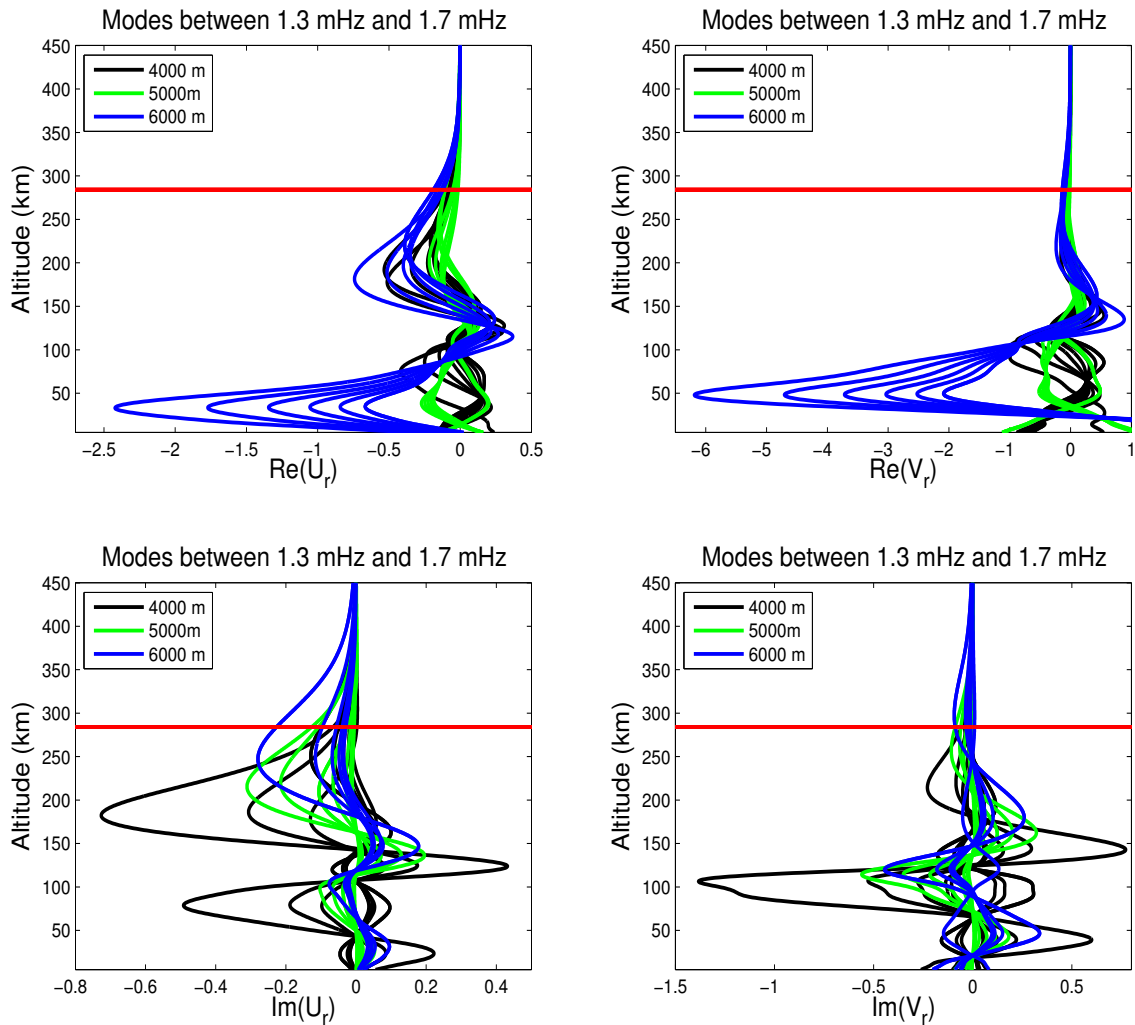 Modes between 1.3 mHz and 1.7 mHz
450
400
350
300
250
200
150
100
50
Altitude (km)
4000 m
5000m
6000 m
−2.5 −2 −1.5 −1 −0.5 0 0.5
Re(U_r)
Modes between 1.3 mHz and 1.7 mHz
450
400
350
300
250
200
150
100
50
Altitude (km)
4000 m
5000m
6000 m
−6 −5 −4 −3 −2 −1 0 1
Re(V_r)
Modes between 1.3 mHz and 1.7 mHz
450
400
350
300
250
200
150
100
50
Altitude (km)
4000 m
5000m
6000 m
−0.8 −0.6 −0.4 −0.2 0 0.2 0.4
Im(U_r)
Modes between 1.3 mHz and 1.7 mHz
450
400
350
300
250
200
150
100
50
Altitude (km)
4000 m
5000m
6000 m
−1.5 −1 −0.5 0 0.5
Im(V_r)